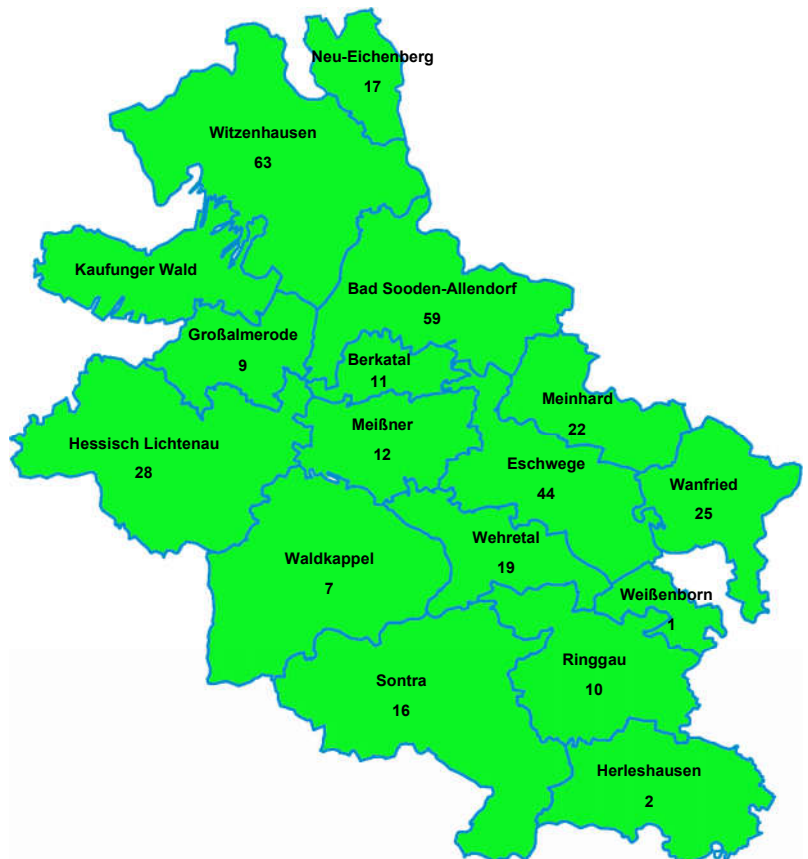 Neu-Eichenberg
17
Witzenhausen
63
Kaufunger Wald
Bad Sooden-Allendorf
59
Großalmerode
9
Berkatal
11
Meinhard
22
Meißner
12
Hessisch Lichtenau
28
Eschwege
44
Wanfried
25
Wehretal
19
Waldkappel
7
Weißenborn
1
Ringgau
10
Sontra
16
Herleshausen
2